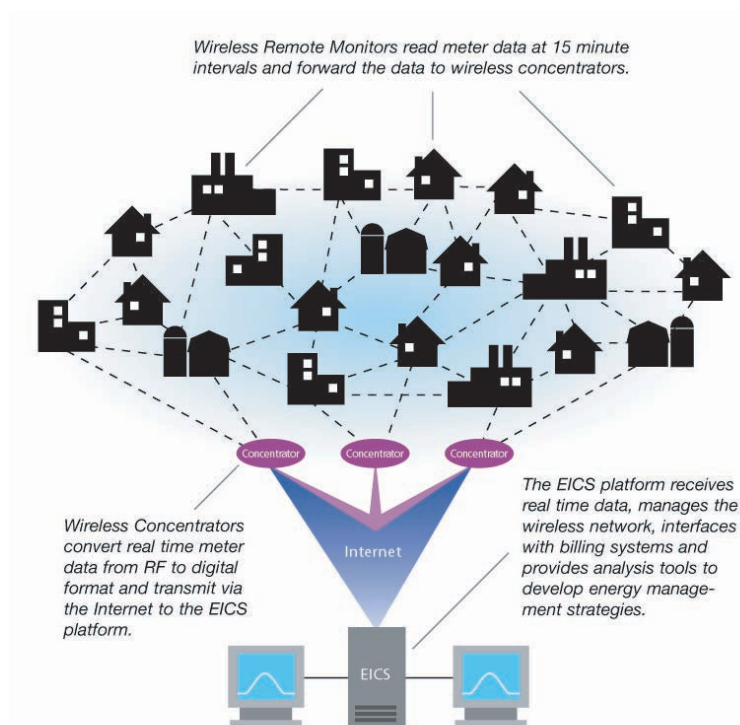 Wireless Remote Monitors read meter data at 15 minute
intervals and forward the data to wireless concentrators.
Concentrator
Concentrator
Concentrator
Wireless Concentrators
convert real time meter
data from RF to digital
format and transmit via
the Internet to the EICS
platform.
Internet
The EICS platform receives
real time data, manages the
wireless network, interfaces
with billing systems and
provides analysis tools to
develop energy manage-
ment strategies.
EICS